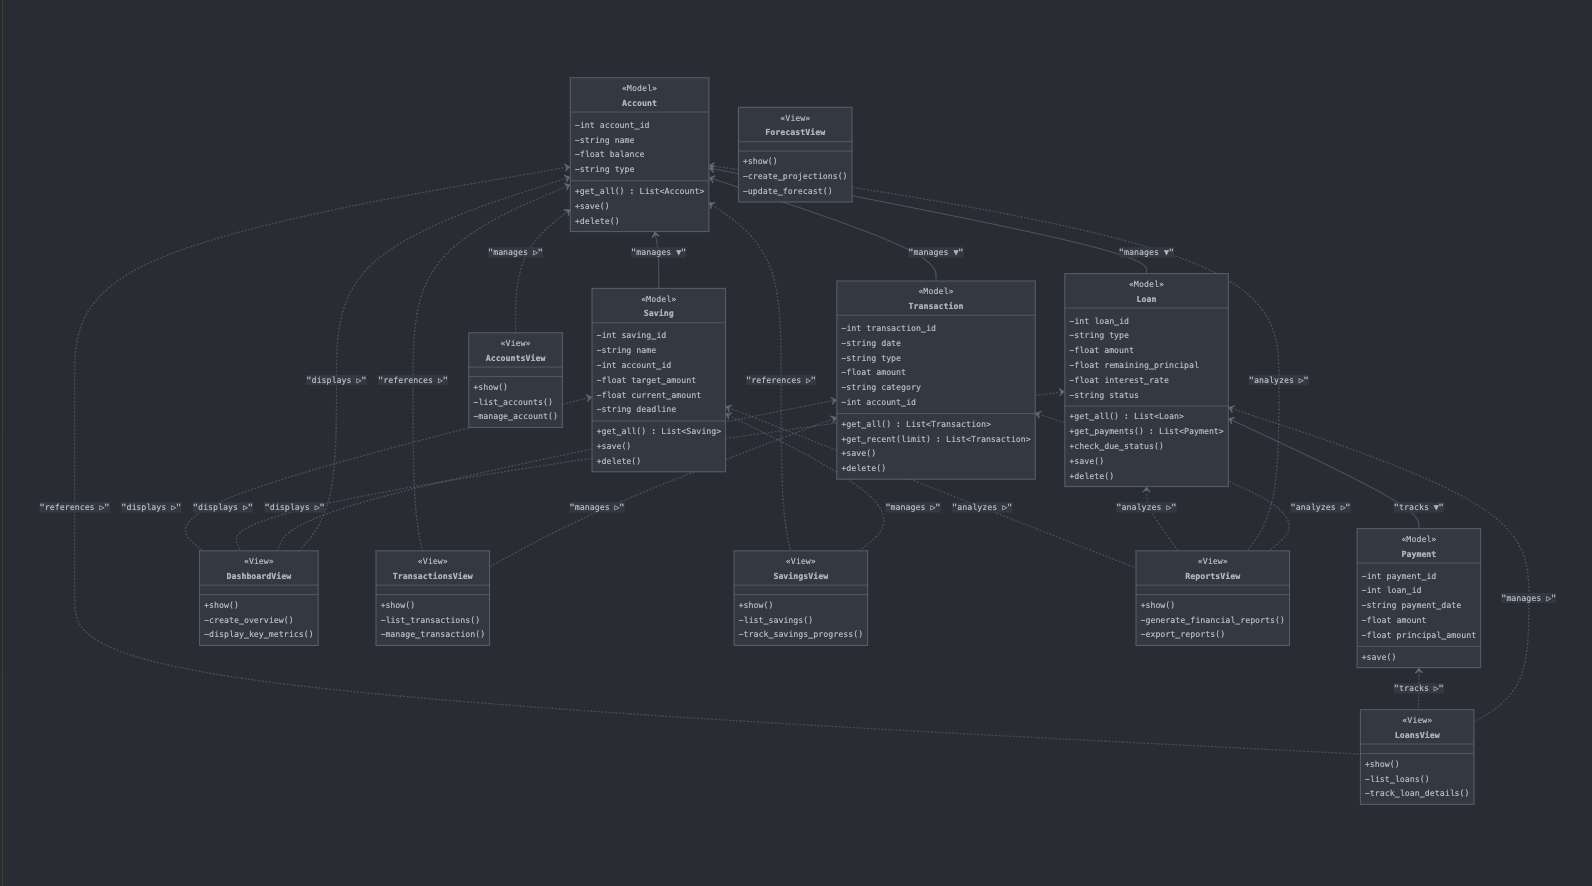 «Model»
Account
-int account_id
-string name
-float balance
-string type
+get_all() : List<Account>
+save()
+delete()
«View»
ForecastView
+show()
-create_projections()
-update_forecast()
"manages ▷"
"manages ▼"
"manages ▼"
"manages ▼"
«Model»
Saving
-int saving_id
-string name
-int account_id
-float target_amount
-float current_amount
-string deadline
+get_all() : List<Saving>
+save()
+delete()
«Model»
Transaction
-int transaction_id
-string date
-string type
-float amount
-string category
-int account_id
+get_all() : List<Transaction>
+get_recent(limit) : List<Transaction>
+save()
+delete()
«Model»
Loan
-int loan_id
-string type
-float amount
-float remaining_principal
-float interest_rate
-string status
+get_all() : List<Loan>
+get_payments() : List<Payment>
+check_due_status()
+save()
+delete()
«View»
AccountsView
+show()
-list_accounts()
-manage_account()
"displays ▷"
"references ▷"
"references ▷"
"analyzes ▷"
"references ▷"
"displays ▷"
"displays ▷"
"displays ▷"
"manages ▷"
"manages ▷"
"analyzes ▷"
"analyzes ▷"
"analyzes ▷"
"tracks ▼"
«View»
DashboardView
+show()
-create_overview()
-display_key_metrics()
«View»
TransactionsView
+show()
-list_transactions()
-manage_transaction()
«View»
SavingsView
+show()
-list_savings()
-track_savings_progress()
«View»
ReportsView
+show()
-generate_financial_reports()
-export_reports()
«Model»
Payment
-int payment_id
-int loan_id
-string payment_date
-float amount
-float principal_amount
+save()
"manages ▷"
"tracks ▷"
«View»
LoansView
+show()
-list_loans()
-track_loan_details()